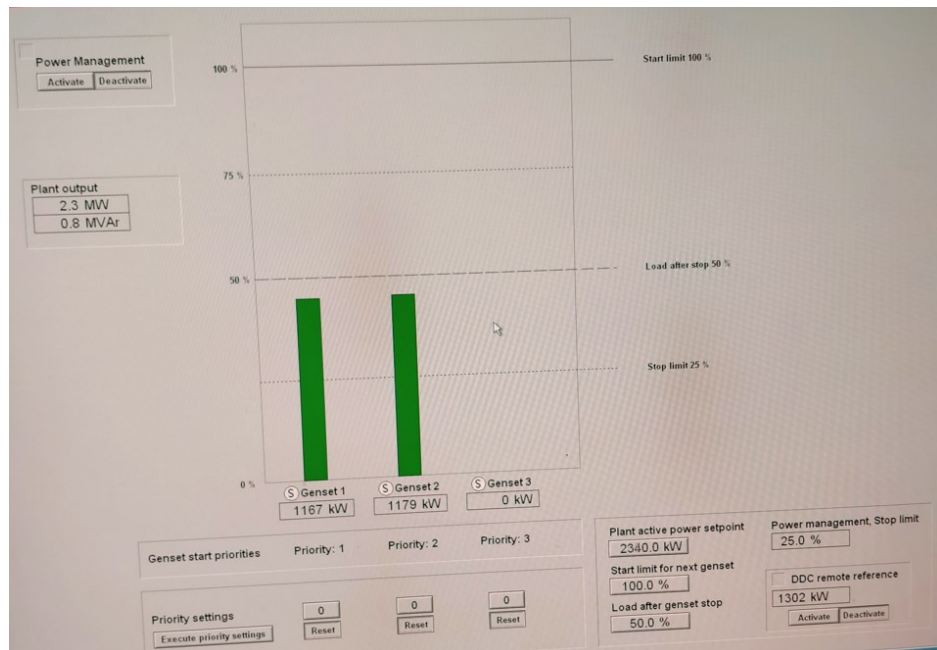 Power Management
Activate Deactivate
Plant output
2.3 MW
0.8 MVAr
100 %
75 %
50 %
0 %
Start limit 100 %
Load after stop 50 %
Stop limit 25 %
S Genset 1
1167 kW
S Genset 2
1179 kW
S Genset 3
0 kW
Genset start priorities Priority: 1 Priority: 2 Priority: 3
Priority settings 0 0 0
Execute priority settings Reset Reset Reset
Plant active power setpoint
2340.0 kW
Start limit for next genset
100.0 %
Load after genset stop
50.0 %
Power management, Stop limit
25.0 %
DDC remote reference
1302 kW
Activate Deactivate